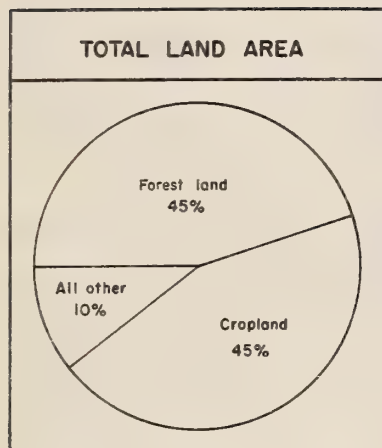 TOTAL LAND AREA
Forest land
45%
All other
10%
Cropland
45%